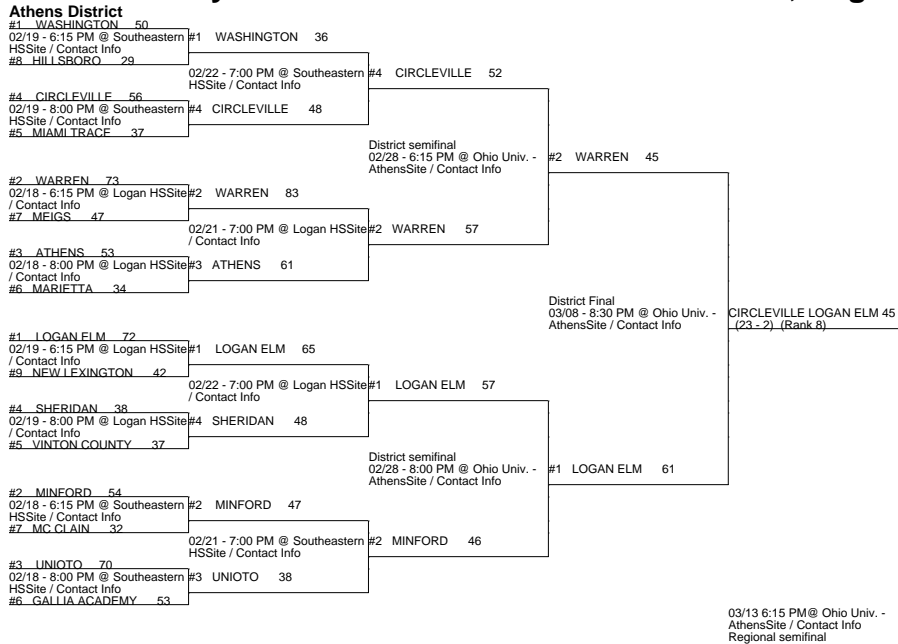 Athens District
#1 WASHINGTON 50
02/19 - 6:15 PM @ Southeastern
HSSite / Contact Info
#8 HILLSBORO 29
#1 WASHINGTON 36
02/22 - 7:00 PM @ Southeastern
HSSite / Contact Info
#4 CIRCLEVILLE 56
02/19 - 8:00 PM @ Southeastern
HSSite / Contact Info
#5 MIAMI TRACE 37
#4 CIRCLEVILLE 48
#4 CIRCLEVILLE 52
District semifinal
02/28 - 6:15 PM @ Ohio Univ. -
AthensSite / Contact Info
#2 WARREN 73
02/18 - 6:15 PM @ Logan HSSite
/ Contact Info
#7 MEIGS 47
#2 WARREN 83
02/21 - 7:00 PM @ Logan HSSite
/ Contact Info
#3 ATHENS 53
02/18 - 8:00 PM @ Logan HSSite
/ Contact Info
#6 MARIETTA 34
#3 ATHENS 61
#2 WARREN 57
#2 WARREN 45
District Final
03/08 - 8:30 PM @ Ohio Univ. -
AthensSite / Contact Info
CIRCLEVILLE LOGAN ELM 45
(23 - 2) (Rank 8)
#1 LOGAN ELM 72
02/19 - 6:15 PM @ Logan HSSite
/ Contact Info
#9 NEW LEXINGTON 42
#1 LOGAN ELM 65
02/22 - 7:00 PM @ Logan HSSite
/ Contact Info
#4 SHERIDAN 38
02/19 - 8:00 PM @ Logan HSSite
/ Contact Info
#5 VINTON COUNTY 37
#4 SHERIDAN 48
#1 LOGAN ELM 57
District semifinal
02/28 - 8:00 PM @ Ohio Univ. -
AthensSite / Contact Info
#1 LOGAN ELM 61
#2 MINFORD 54
02/18 - 6:15 PM @ Southeastern
HSSite / Contact Info
#7 MC CLAIN 32
#2 MINFORD 47
02/21 - 7:00 PM @ Southeastern
HSSite / Contact Info
#3 UNIOTO 70
02/18 - 8:00 PM @ Southeastern
HSSite / Contact Info
#6 GALLIA ACADEMY 53
#3 UNIOTO 38
#2 MINFORD 46
03/13 6:15 PM@ Ohio Univ. -
AthensSite / Contact Info
Regional semifinal